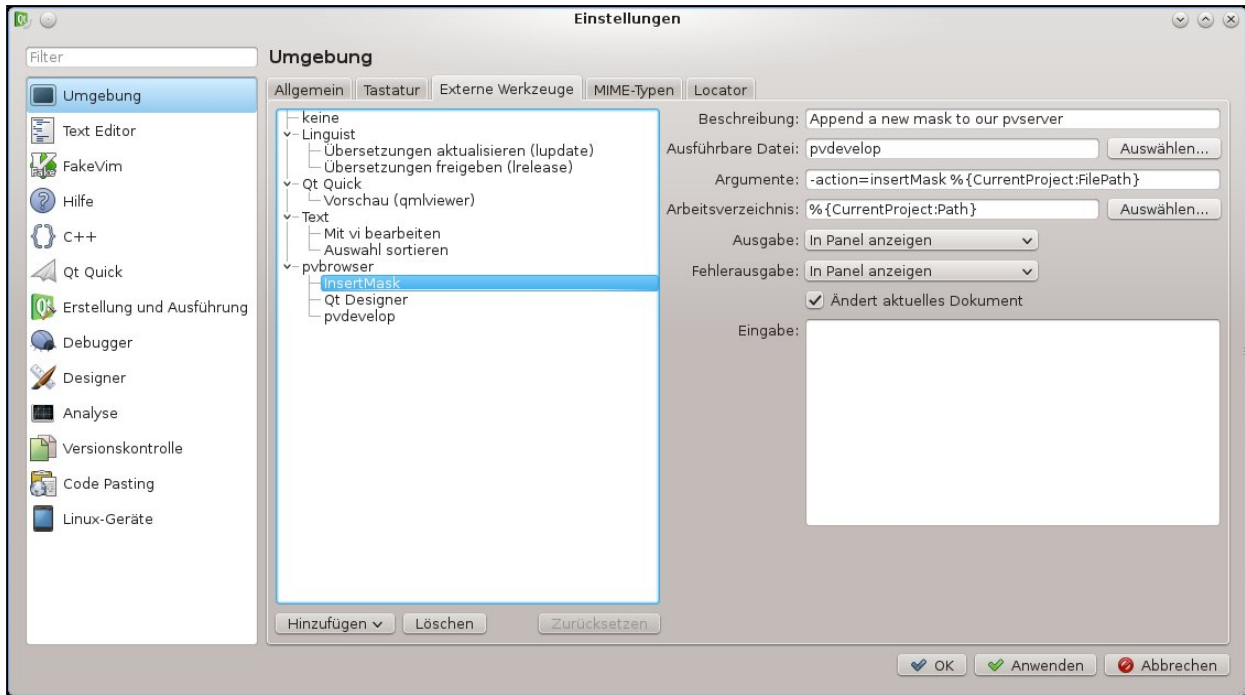 Einstellungen
Filter
Umgebung
Text Editor
FakeVim
Hilfe
C++
Qt Quick
Erstellung und Ausführung
Debugger
Designer
Analyse
Versionskontrolle
Code Pasting
Linux-Geräte
Umgebung
Allgemein Tastatur Externe Werkzeuge MIME-Typen Locator
keine
Linguist
Übersetzungen aktualisieren (lupdate)
Übersetzungen freigeben (lrelease)
Qt Quick
Vorschau (qmlviewer)
Text
Mit vi bearbeiten
Auswahl sortieren
pvbrowser
InsertMask
Qt Designer
pvdevelop
Hinzufügen Löschen Zurücksetzen
Beschreibung: Append a new mask to our pvserver
Ausführbare Datei: pvdevelop Auswählen...
Argumente: -action=insertMask %{CurrentProject:FilePath}
Arbeitsverzeichnis: %{CurrentProject:Path} Auswählen...
Ausgabe: In Panel anzeigen
Fehlerausgabe: In Panel anzeigen
Ändert aktuelles Dokument
Eingabe:
OK Anwenden Abbrechen